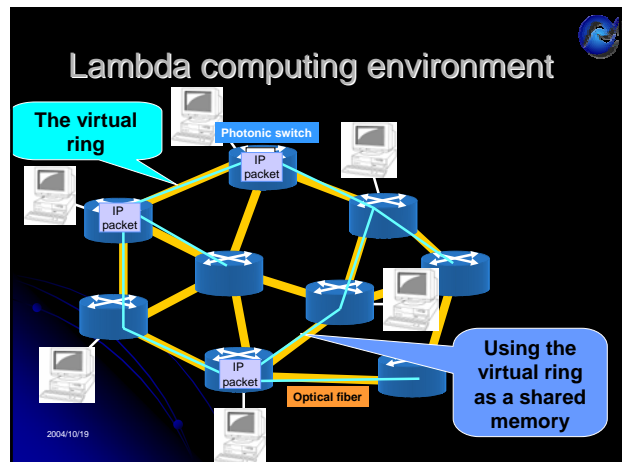 Lambda computing environment
The virtual
ring
Photonic switch
IP
packet
IP
packet
IP
packet
Optical fiber
Using the
virtual ring
as a shared
memory
2004/10/19